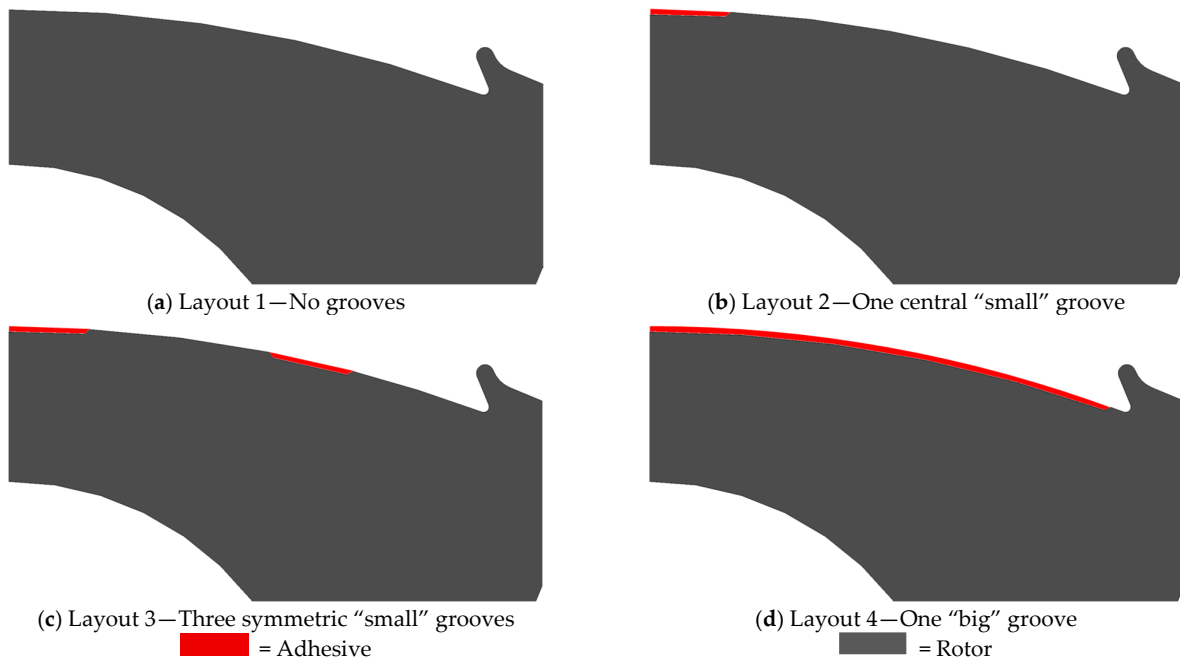 (a) Layout 1—No grooves
(b) Layout 2—One central “small” groove
(c) Layout 3—Three symmetric “small” grooves
(d) Layout 4—One “big” groove
= Adhesive
= Rotor